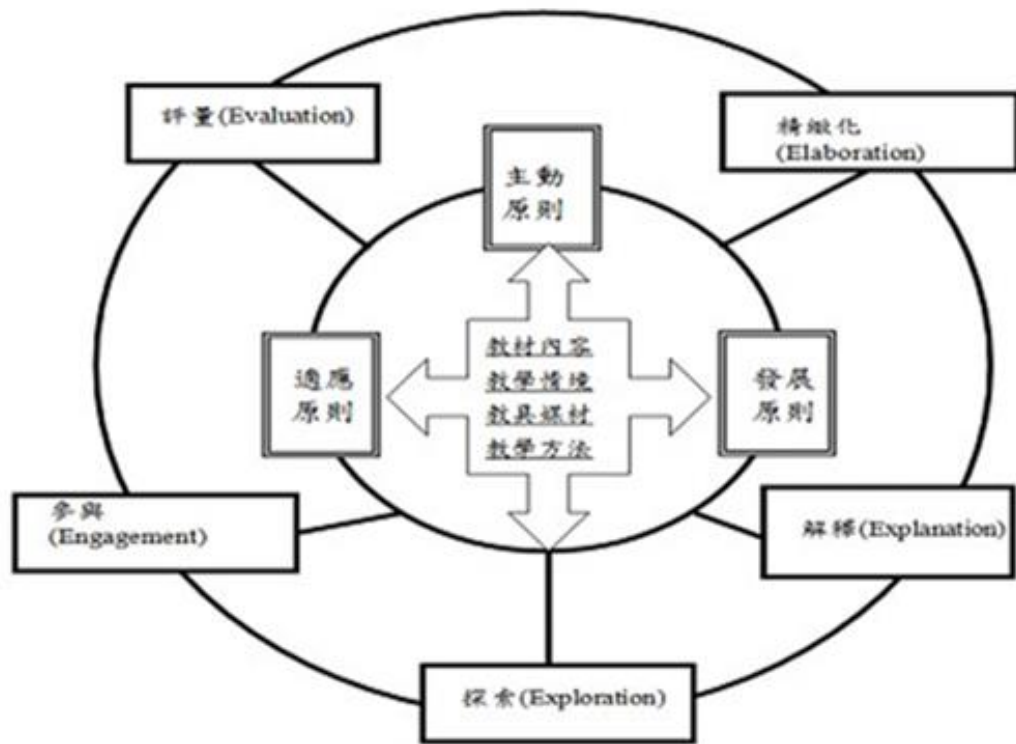 評量(Evaluation)
精緻化
(Elaboration)
主動
原則
適應
原則
教材內容
教學情境
教具媒材
教學方法
發展
原則
參與
(Engagement)
解釋(Explanation)
探索(Exploration)